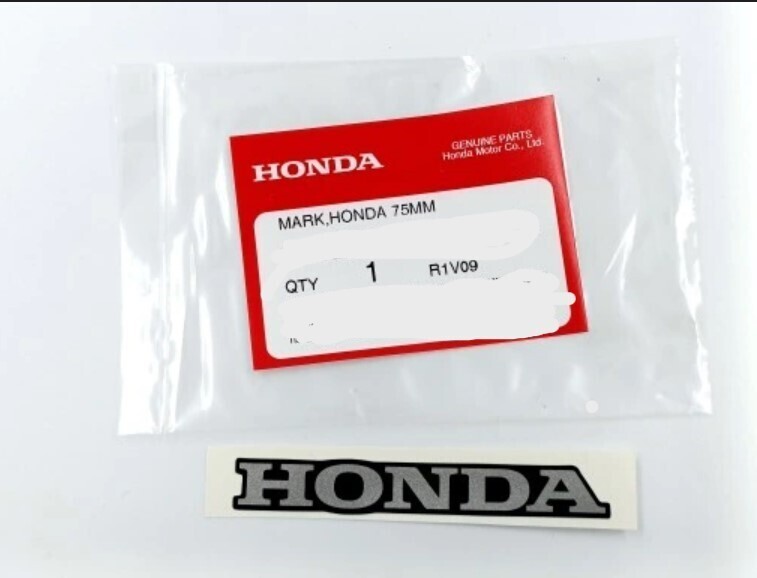 HONDA
GENUINE PARTS
Honda Motor Co., Ltd.
MARK,HONDA 75MM
QTY 1 R1V09
HONDA